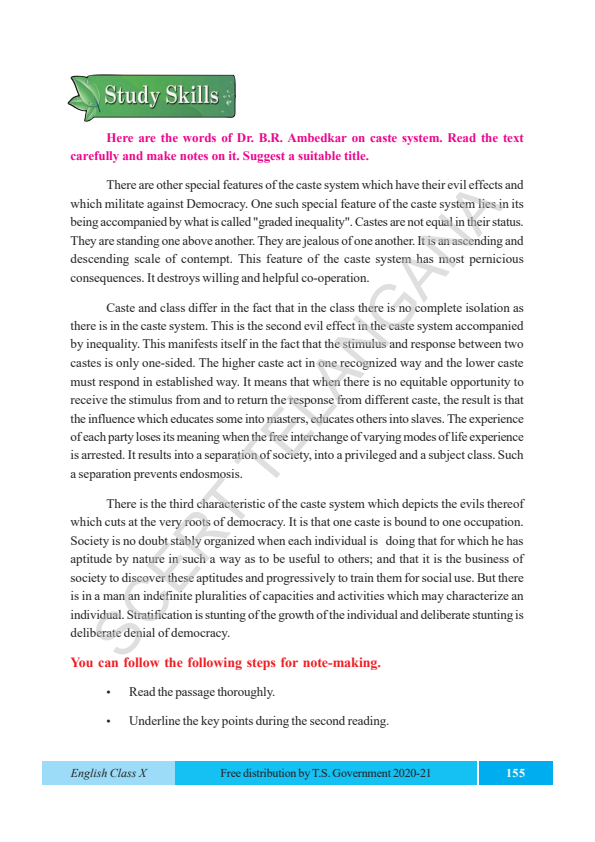 Study Skills
Here are the words of Dr. B.R. Ambedkar on caste system. Read the text
carefully and make notes on it. Suggest a suitable title.
There are other special features of the caste system which have their evil effects and
which militate against Democracy. One such special feature of the caste system lies in its
being accompanied by what is called "graded inequality". Castes are not equal in their status.
They are standing one above another. They are jealous of one another. It is an ascending and
descending scale of contempt. This feature of the caste system has most pernicious
consequences. It destroys willing and helpful co-operation.
Caste and class differ in the fact that in the class there is no complete isolation as
there is in the caste system. This is the second evil effect in the caste system accompanied
by inequality. This manifests itself in the fact that the stimulus and response between two
castes is only one-sided. The higher caste act in one recognized way and the lower caste
must respond in established way. It means that when there is no equitable opportunity to
receive the stimulus from and to return the response from different caste, the result is that
the influence which educates some into masters, educates others into slaves. The experience
of each party loses its meaning when the free interchange of varying modes of life experience
is arrested. It results into a separation of society, into a privileged and a subject class. Such
a separation prevents endosmosis.
There is the third characteristic of the caste system which depicts the evils thereof
which cuts at the very roots of democracy. It is that one caste is bound to one occupation.
Society is no doubt stably organized when each individual is doing that for which he has
aptitude by nature in such a way as to be useful to others; and that it is the business of
society to discover these aptitudes and progressively to train them for social use. But there
is in a man an indefinite pluralities of capacities and activities which may characterize an
individual. Stratification is stunting of the growth of the individual and deliberate stunting is
deliberate denial of democracy.
You can follow the following steps for note-making.
• Read the passage thoroughly.
• Underline the key points during the second reading.
SCERT TELANGANA
English Class X Free distribution by T.S. Government 2020-21 155